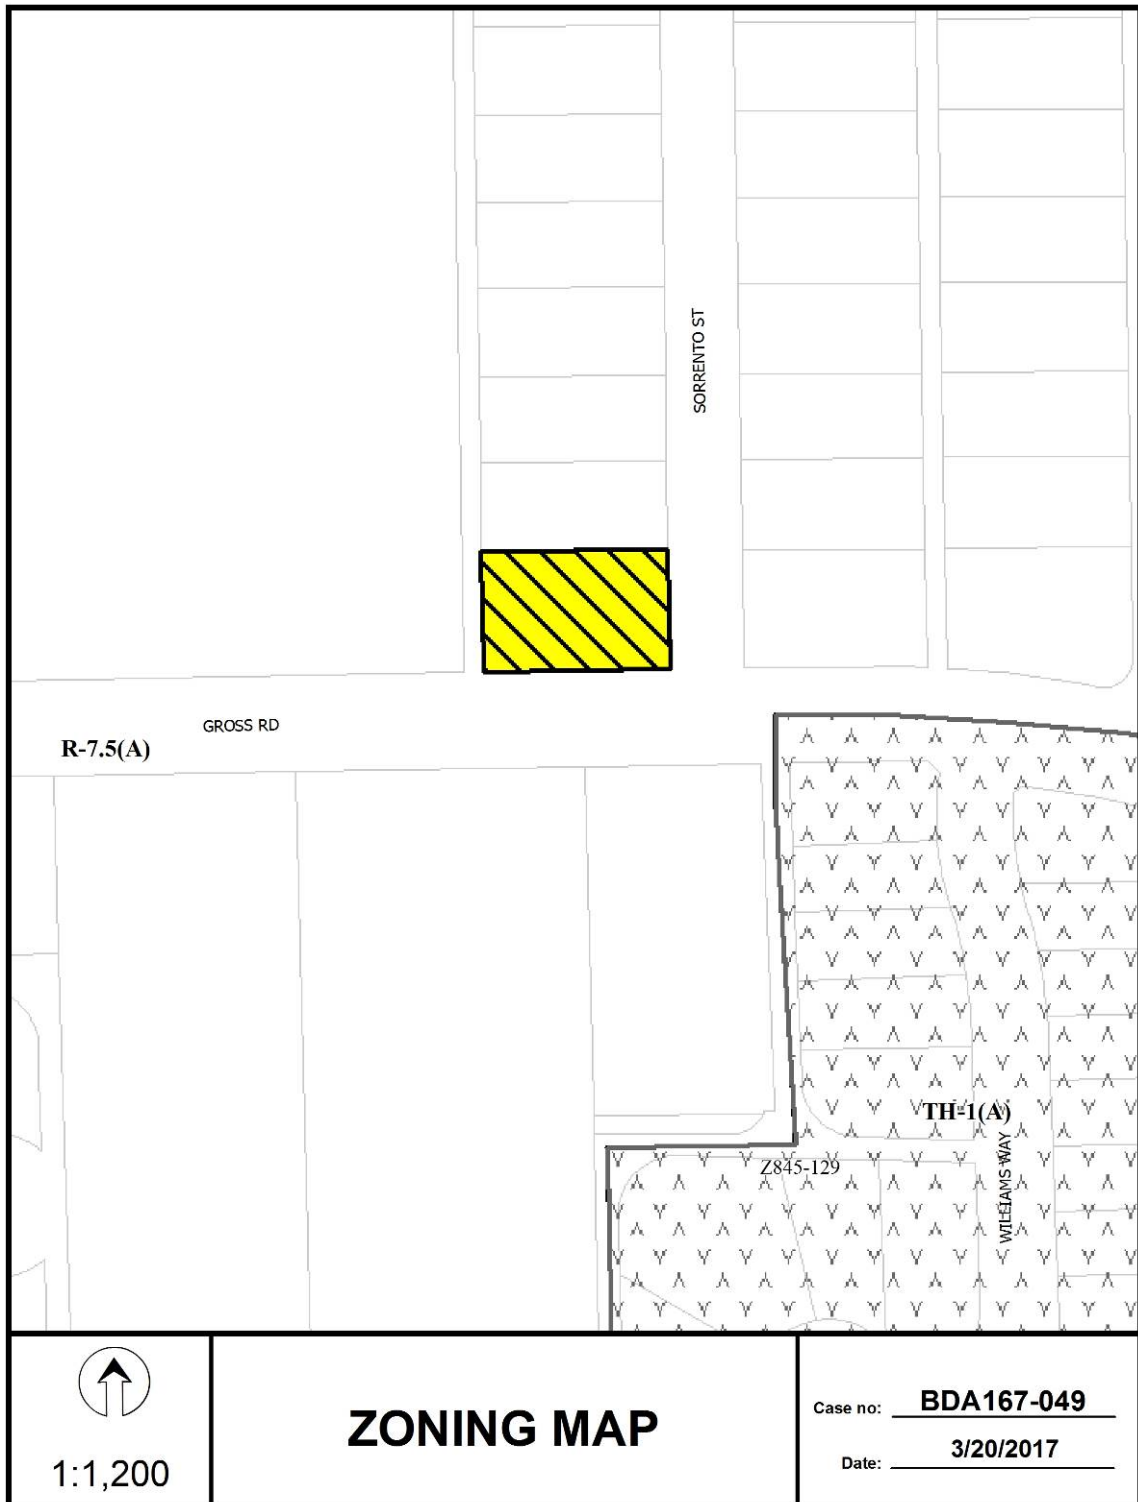 SORRENTO ST
GROSS RD
R-7.5(A)
TH-1(A)
Z845-129
WILLIAMS WAY
1:1,200
ZONING MAP
Case no: BDA167-049
Date: 3/20/2017